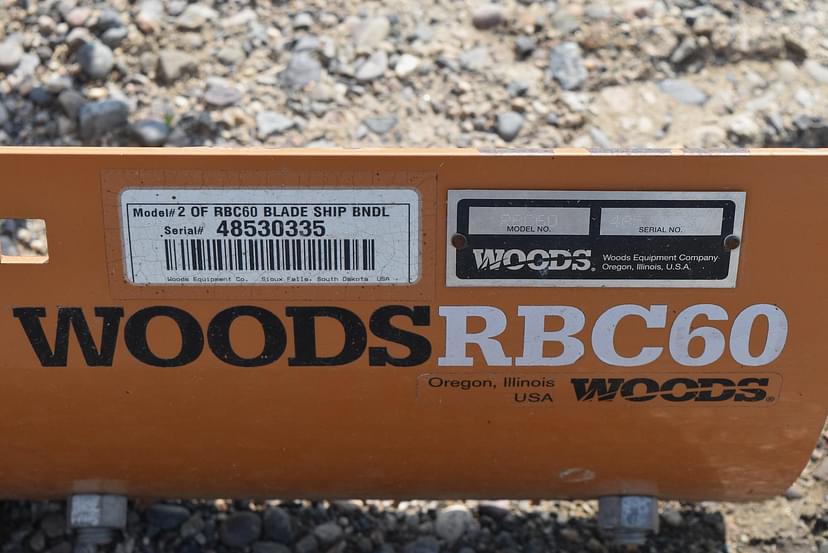 Model# 2 OF RBC60 BLADE SHIP BNDL
Serial# 48530335
Woods Equipment Co. Sioux Falls, South Dakota USA
RBC60
MODEL NO.
SERIAL NO.
WOODS® Woods Equipment Company
Oregon, Illinois, U.S.A.
WOODS RBC60
Oregon, Illinois
USA
WOODS®